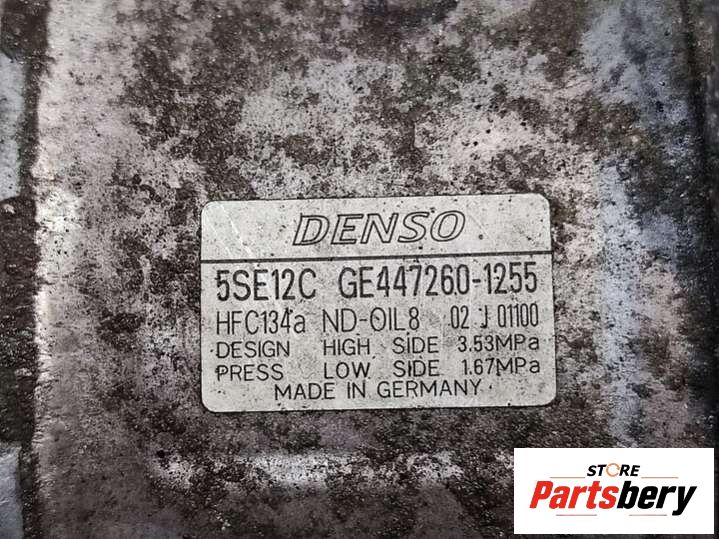 DENSO
5SE12C GE447260-1255
HFC134a ND-OIL8 02 J 01100
DESIGN HIGH SIDE 3.53MPa
PRESS LOW SIDE 1.67MPa
MADE IN GERMANY
STORE
Partsbery